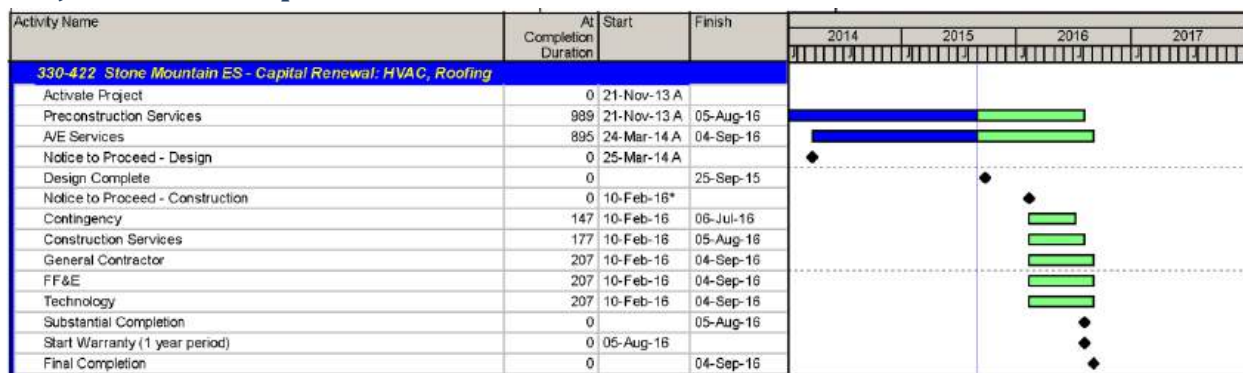 Activity Name At Completion Duration Start Finish 2014 2015 2016 2017
330-422 Stone Mountain ES - Capital Renewal: HVAC, Roofing
Activate Project 0 21-Nov-13 A
Preconstruction Services 989 21-Nov-13 A 05-Aug-16
A/E Services 895 24-Mar-14 A 04-Sep-16
Notice to Proceed - Design 0 25-Mar-14 A
Design Complete 0 25-Sep-15
Notice to Proceed - Construction 0 10-Feb-16*
Contingency 147 10-Feb-16 06-Jul-16
Construction Services 177 10-Feb-16 05-Aug-16
General Contractor 207 10-Feb-16 04-Sep-16
FF&E 207 10-Feb-16 04-Sep-16
Technology 207 10-Feb-16 04-Sep-16
Substantial Completion 0 05-Aug-16
Start Warranty (1 year period) 0 05-Aug-16
Final Completion 0 04-Sep-16